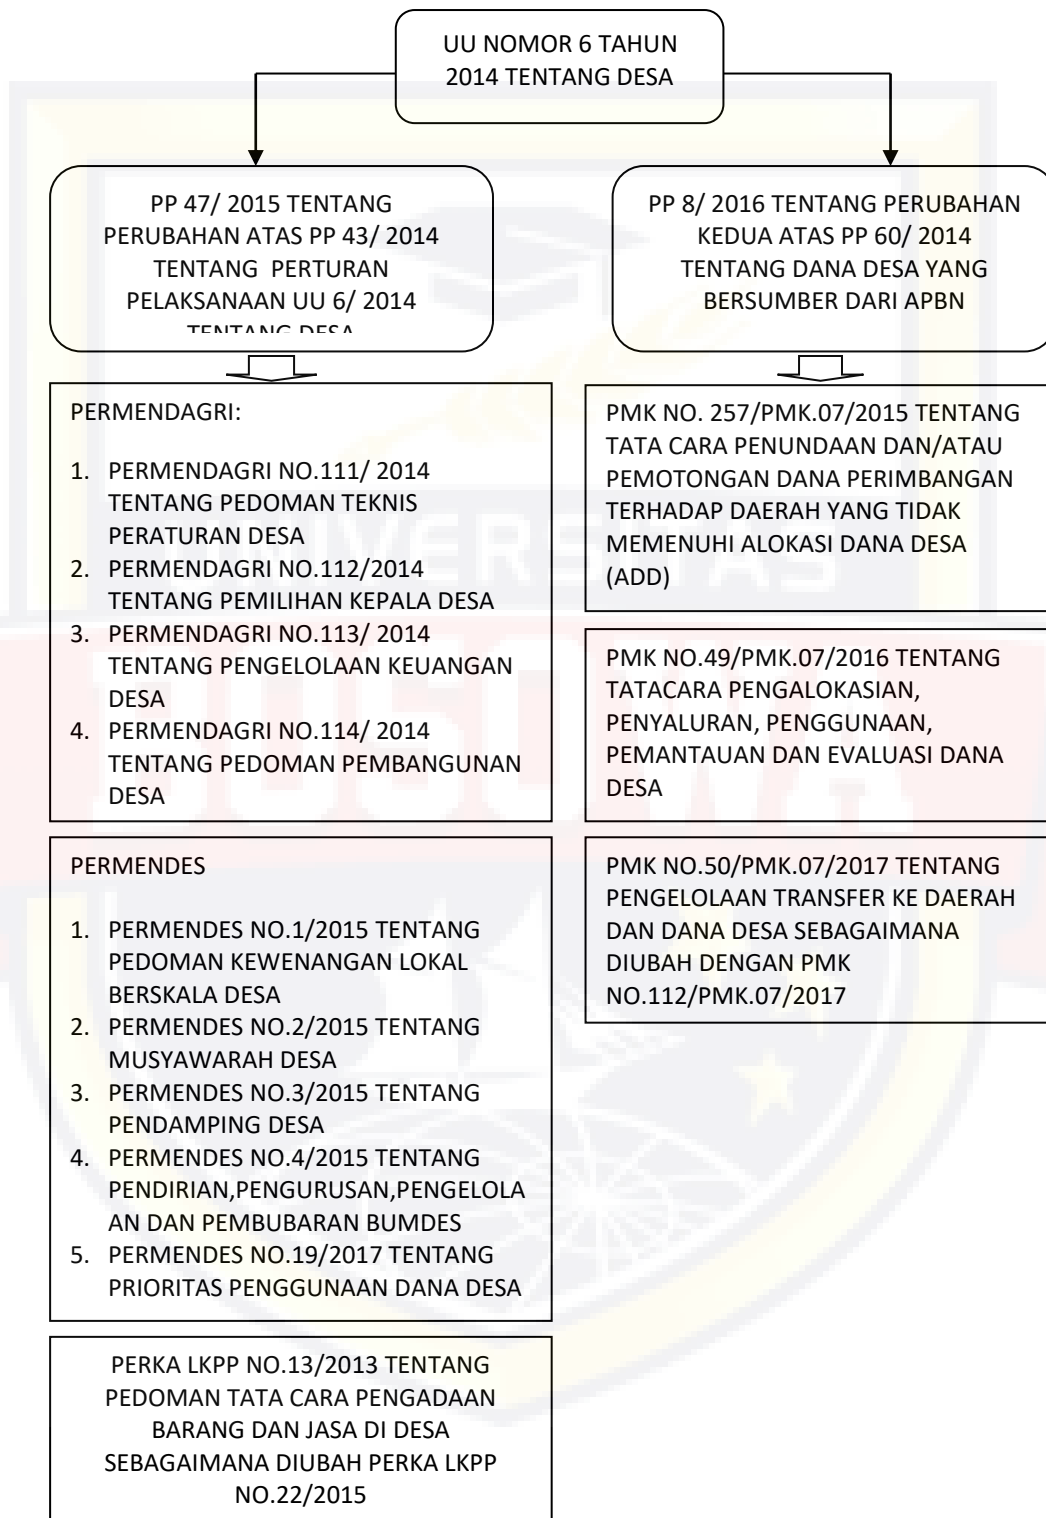 UU NOMOR 6 TAHUN
2014 TENTANG DESA
PP 47/ 2015 TENTANG
PERUBAHAN ATAS PP 43/ 2014
TENTANG PERTURAN
PELAKSANAAN UU 6/ 2014
TENTANG DESA
PP 8/ 2016 TENTANG PERUBAHAN
KEDUA ATAS PP 60/ 2014
TENTANG DANA DESA YANG
BERSUMBER DARI APBN
PERMENDAGRI:
1. PERMENDAGRI NO.111/ 2014
TENTANG PEDOMAN TEKNIS
PERATURAN DESA
2. PERMENDAGRI NO.112/2014
TENTANG PEMILIHAN KEPALA DESA
3. PERMENDAGRI NO.113/ 2014
TENTANG PENGELOLAAN KEUANGAN
DESA
4. PERMENDAGRI NO.114/ 2014
TENTANG PEDOMAN PEMBANGUNAN
DESA
PERMENDES
1. PERMENDES NO.1/2015 TENTANG
PEDOMAN KEWENANGAN LOKAL
BERSKALA DESA
2. PERMENDES NO.2/2015 TENTANG
MUSYAWARAH DESA
3. PERMENDES NO.3/2015 TENTANG
PENDAMPING DESA
4. PERMENDES NO.4/2015 TENTANG
PENDIRIAN,PENGURUSAN,PENGELOLA
AN DAN PEMBUBARAN BUMDES
5. PERMENDES NO.19/2017 TENTANG
PRIORITAS PENGGUNAAN DANA DESA
PERKA LKPP NO.13/2013 TENTANG
PEDOMAN TATA CARA PENGADAAN
BARANG DAN JASA DI DESA
SEBAGAIMANA DIUBAH PERKA LKPP
NO.22/2015
PMK NO. 257/PMK.07/2015 TENTANG
TATA CARA PENUNDAAN DAN/ATAU
PEMOTONGAN DANA PERIMBANGAN
TERHADAP DAERAH YANG TIDAK
MEMENUHI ALOKASI DANA DESA
(ADD)
PMK NO.49/PMK.07/2016 TENTANG
TATACARA PENGALOKASIAN,
PENYALURAN, PENGGUNAAN,
PEMANTAUAN DAN EVALUASI DANA
DESA
PMK NO.50/PMK.07/2017 TENTANG
PENGELOLAAN TRANSFER KE DAERAH
DAN DANA DESA SEBAGAIMANA
DIUBAH DENGAN PMK
NO.112/PMK.07/2017
UNIVERSITAS
BOSOWA